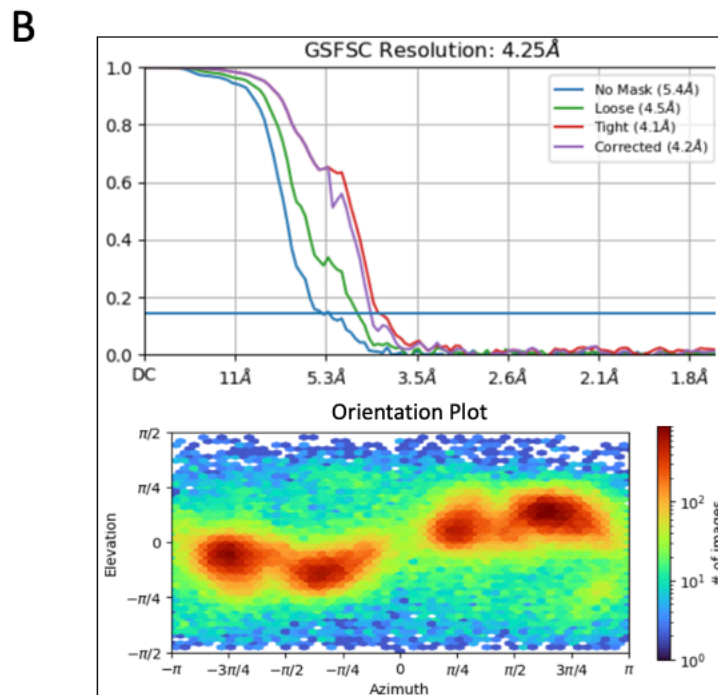 B
GSFSC Resolution: 4.25Å
1.0
0.8
0.6
0.4
0.2
0.0
No Mask (5.4Å)
Loose (4.5Å)
Tight (4.1Å)
Corrected (4.2Å)
DC 11Å 5.3Å 3.5Å 2.6Å 2.1Å 1.8Å
Orientation Plot
π/2
π/4
0
−π/4
−π/2
Elevation
−π −3π/4 −π/2 −π/4 0 π/4 π/2 3π/4 π
Azimuth
10²
10¹
10⁰
# of images